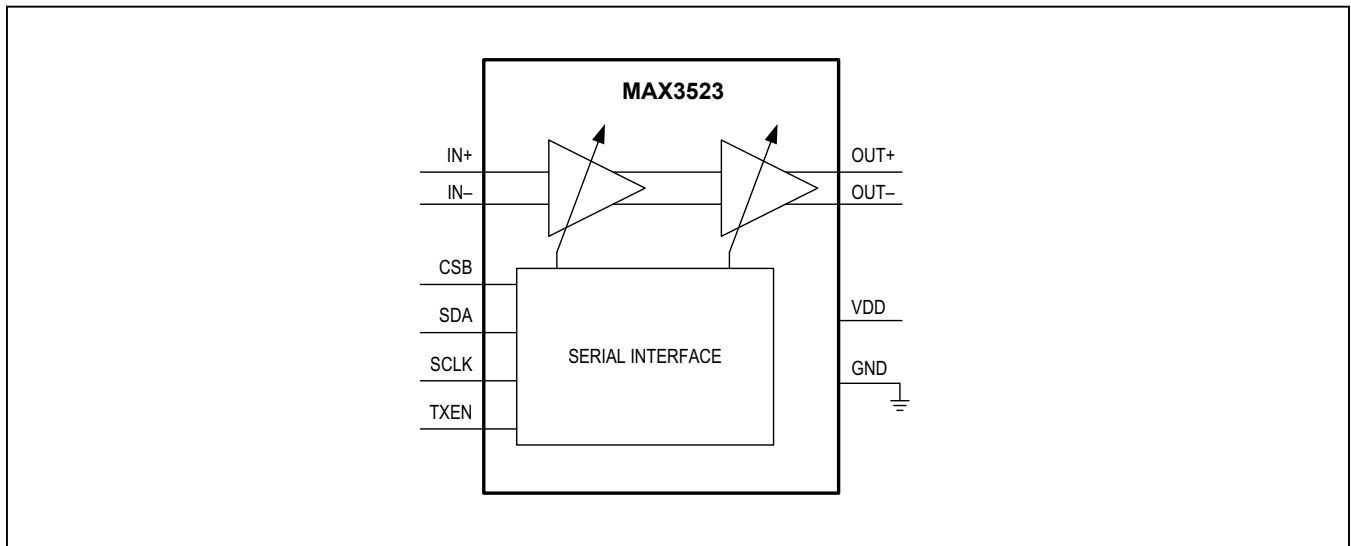 MAX3523
IN+
IN–
OUT+
OUT–
CSB
SDA
SCLK
TXEN
SERIAL INTERFACE
VDD
GND